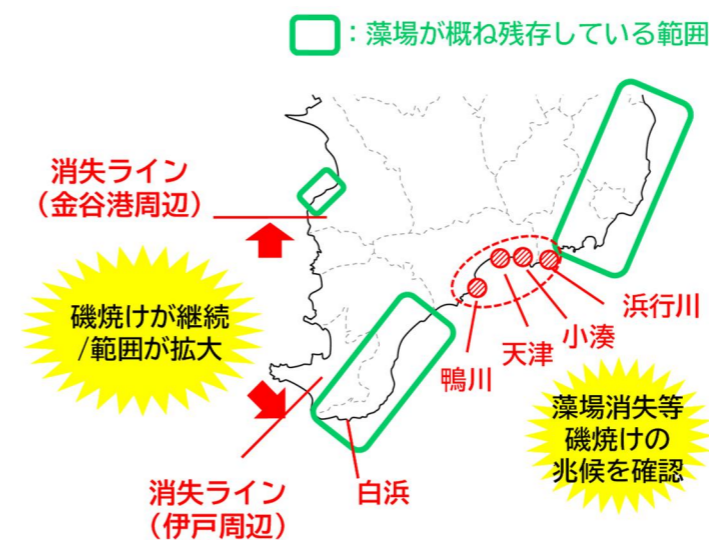 ：藻場が概ね残存している範囲
消失ライン
（金谷港周辺）
磯焼けが継続
/範囲が拡大
浜行川
小湊
天津
鴨川
藻場消失等
磯焼けの
兆候を確認
白浜
消失ライン
（伊戸周辺）